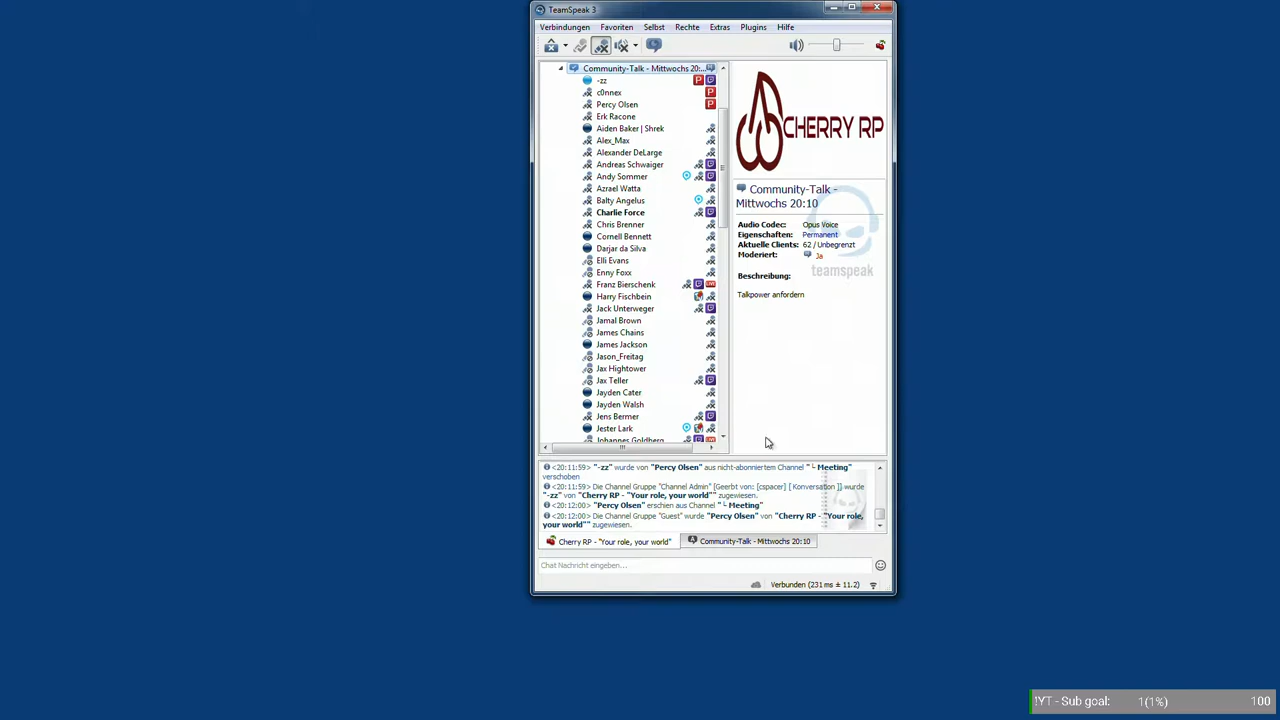 TeamSpeak 3
Verbindungen Favoriten Selbst Rechte Extras Plugins Hilfe
Community-Talk - Mittwochs 20:...
-zz
c0nnex
Percy Olsen
Erk Racone
Aiden Baker | Shrek
Alex_Max
Alexander DeLarge
Andreas Schwaiger
Andy Sommer
Azrael Watta
Balty Angelus
Charlie Force
Chris Brenner
Cornell Bennett
Darjar da Silva
Elli Evans
Enny Foxx
Franz Bierschenk
Harry Fischbein
Jack Unterweger
Jamal Brown
James Chains
James Jackson
Jason_Freitag
Jax Hightower
Jax Teller
Jayden Cater
Jayden Walsh
Jens Bermer
Jester Lark
Johannes Goldberg
CHERRY RP
Community-Talk -
Mittwochs 20:10
Audio Codec: Opus Voice
Eigenschaften: Permanent
Aktuelle Clients: 62 / Unbegrenzt
Moderiert: Ja
teamspeak
Beschreibung:
Talkpower anfordern
<20:11:59> "-zz" wurde von "Percy Olsen" aus nicht-abonniertem Channel "└ Meeting"
verschoben
<20:11:59> Die Channel Gruppe "Channel Admin" [Geerbt von: [cspacer] [ Konversation ]] wurde
"-zz" von "Cherry RP - "Your role, your world"" zugewiesen.
<20:12:00> "Percy Olsen" erschien aus Channel "└ Meeting"
<20:12:00> Die Channel Gruppe "Guest" wurde "Percy Olsen" von "Cherry RP - "Your role,
your world"" zugewiesen.
Cherry RP - "Your role, your world" Community-Talk - Mittwochs 20:10
Chat Nachricht eingeben...
Verbunden (231 ms ± 11.2)
!YT - Sub goal: 1(1%) 100